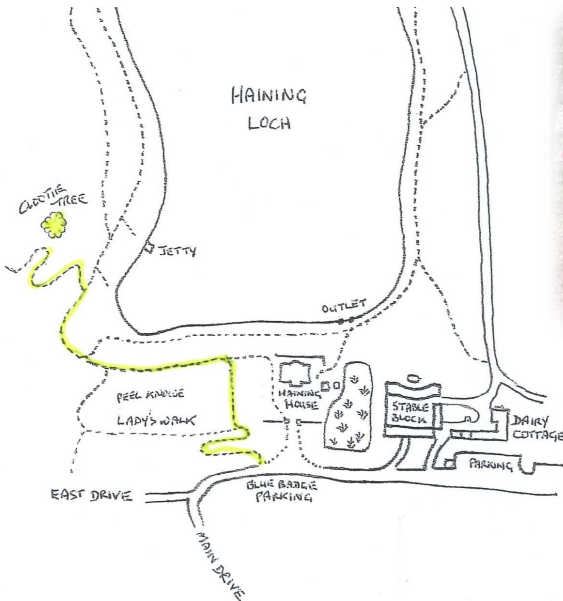 HAINING
LOCH
CLOOTIE
TREE
JETTY
OUTLET
HAINING
HOUSE
STABLE
BLOCK
DAIRY
COTTAGE
PEEL KNOWE
LADY'S WALK
PARKING
EAST DRIVE
BLUE BADGE
PARKING
MAIN DRIVE